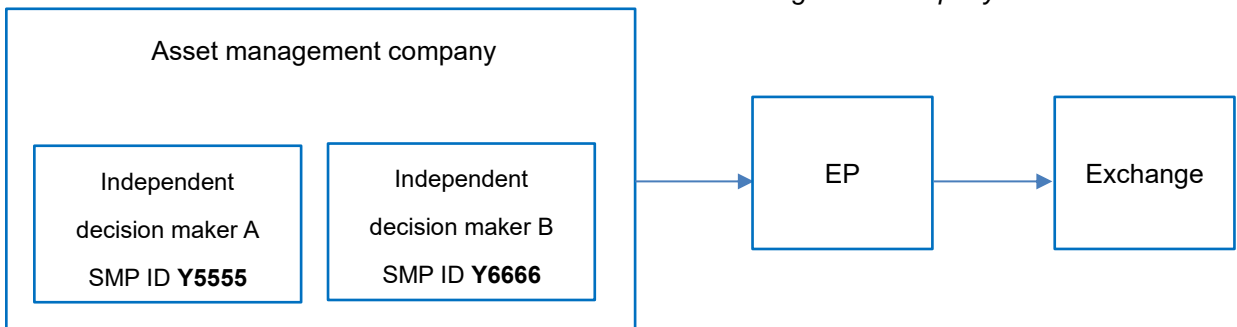 Asset management company
Independent
decision maker A
SMP ID Y5555
Independent
decision maker B
SMP ID Y6666
EP
Exchange